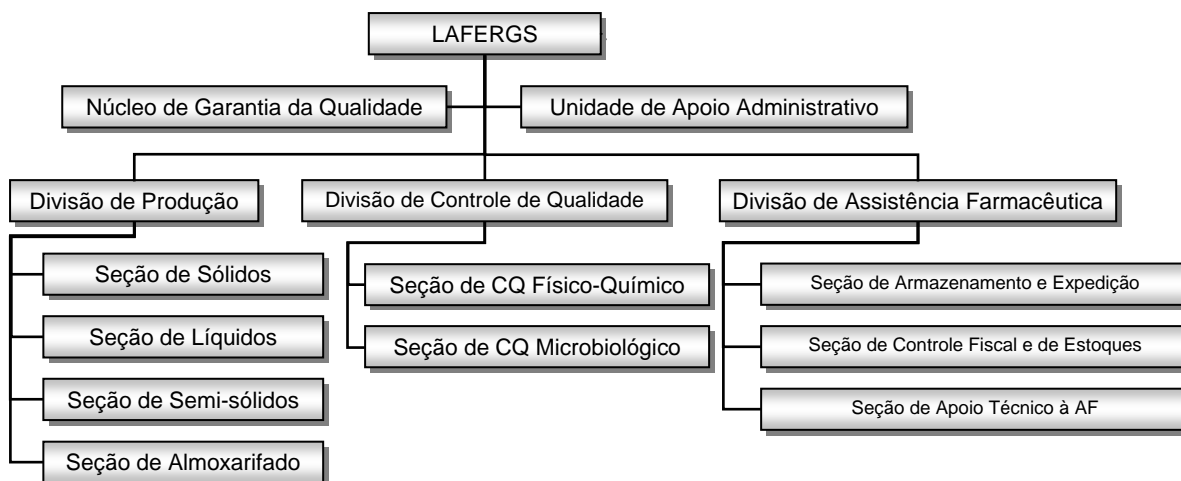 LAFERGS
Núcleo de Garantia da Qualidade
Unidade de Apoio Administrativo
Divisão de Produção
Divisão de Controle de Qualidade
Divisão de Assistência Farmacêutica
Seção de Sólidos
Seção de Líquidos
Seção de Semi-sólidos
Seção de Almoxarifado
Seção de CQ Físico-Químico
Seção de CQ Microbiológico
Seção de Armazenamento e Expedição
Seção de Controle Fiscal e de Estoques
Seção de Apoio Técnico à AF